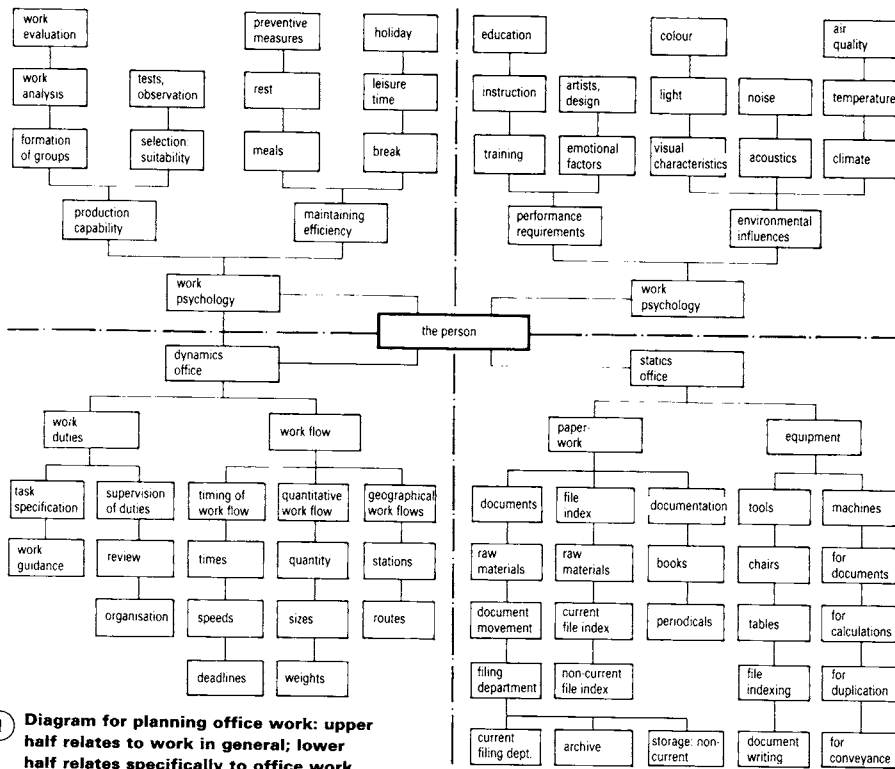 work
evaluation
preventive
measures
holiday
education
colour
air
quality
work
analysis
tests,
observation
rest
leisure
time
instruction
artists,
design
light
noise
temperature
formation
of groups
selection:
suitability
meals
break
training
emotional
factors
visual
characteristics
acoustics
climate
production
capability
maintaining
efficiency
performance
requirements
environmental
influences
work
psychology
work
psychology
the person
dynamics
office
statics
office
work
duties
work flow
paper-
work
equipment
task
specification
supervision
of duties
timing of
work flow
quantitative
work flow
geographical
work flows
documents
file
index
documentation
tools
machines
work
guidance
review
times
quantity
stations
raw
materials
raw
materials
books
chairs
for
documents
organisation
speeds
sizes
routes
document
movement
current
file index
periodicals
tables
for
calculations
deadlines
weights
filing
department
non-current
file index
file
indexing
for
duplication
current
filing dept.
archive
storage: non-
current
document
writing
for
conveyance
1 Diagram for planning office work: upper
half relates to work in general; lower
half relates specifically to office work